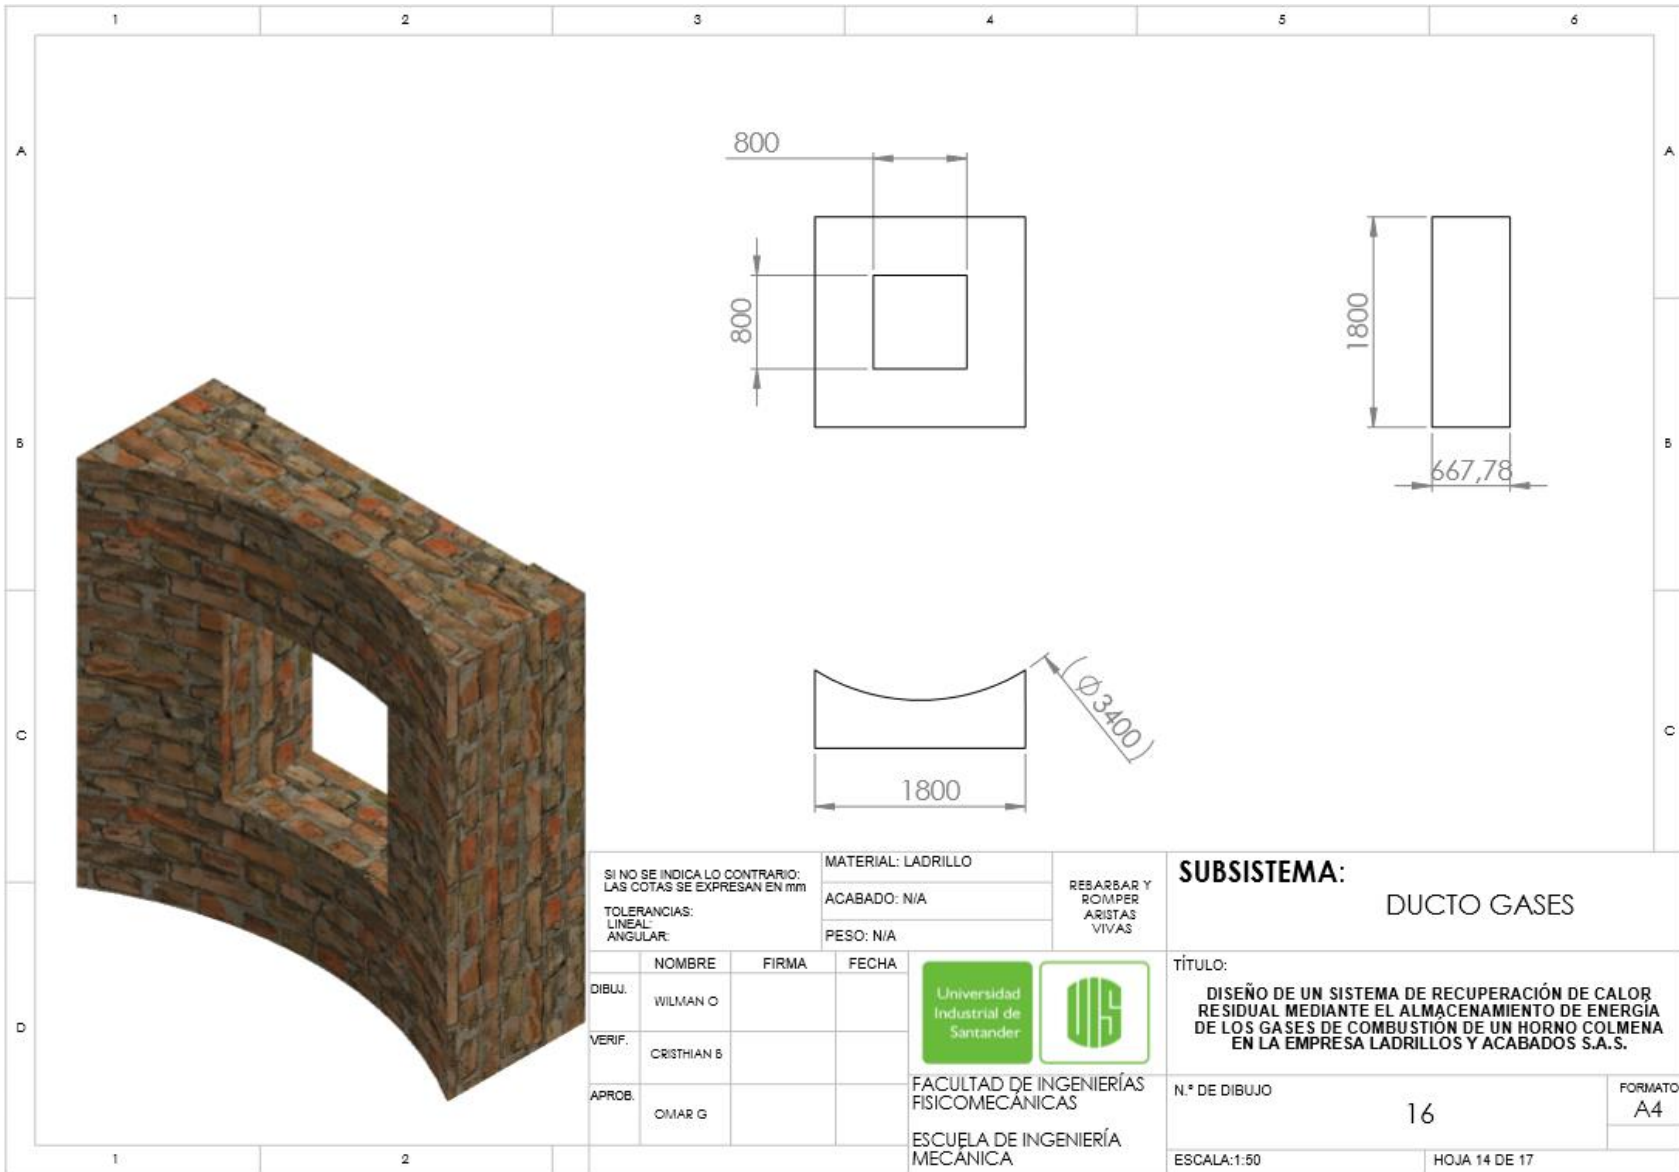 1 2 3 4 5 6
A A
B B
C C
D
800
800
1800
667,78
(Ø3400)
1800
SI NO SE INDICA LO CONTRARIO:
LAS COTAS SE EXPRESAN EN mm
TOLERANCIAS:
LINEAL:
ANGULAR:
MATERIAL: LADRILLO
ACABADO: N/A
PESO: N/A
REBARBAR Y
ROMPER
ARISTAS
VIVAS
SUBSISTEMA:
DUCTO GASES
NOMBRE FIRMA FECHA
DIBUJ. WILMAN O
VERIF. CRISTHIAN B
APROB. OMAR G
Universidad
Industrial de
Santander
UIS
FACULTAD DE INGENIERÍAS
FISICOMECÁNICAS
ESCUELA DE INGENIERÍA
MECÁNICA
TÍTULO:
DISEÑO DE UN SISTEMA DE RECUPERACIÓN DE CALOR
RESIDUAL MEDIANTE EL ALMACENAMIENTO DE ENERGÍA
DE LOS GASES DE COMBUSTIÓN DE UN HORNO COLMENA
EN LA EMPRESA LADRILLOS Y ACABADOS S.A.S.
N.º DE DIBUJO
16
FORMATO
A4
ESCALA:1:50
HOJA 14 DE 17
1 2